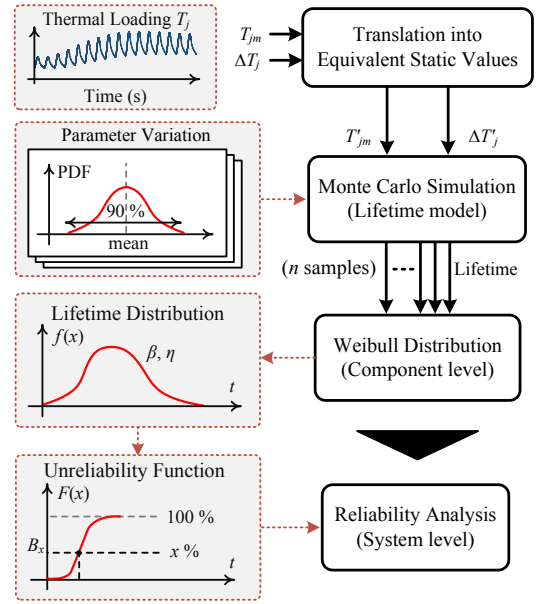 Thermal Loading Tj
Time (s)
Tjm
ΔTj
Translation into
Equivalent Static Values
T′jm
ΔT′j
Parameter Variation
PDF
90 %
mean
Monte Carlo Simulation
(Lifetime model)
(n samples)
Lifetime
Lifetime Distribution
f(x)
β, η
t
Weibull Distribution
(Component level)
Unreliability Function
F(x)
100 %
Bx
x %
t
Reliability Analysis
(System level)